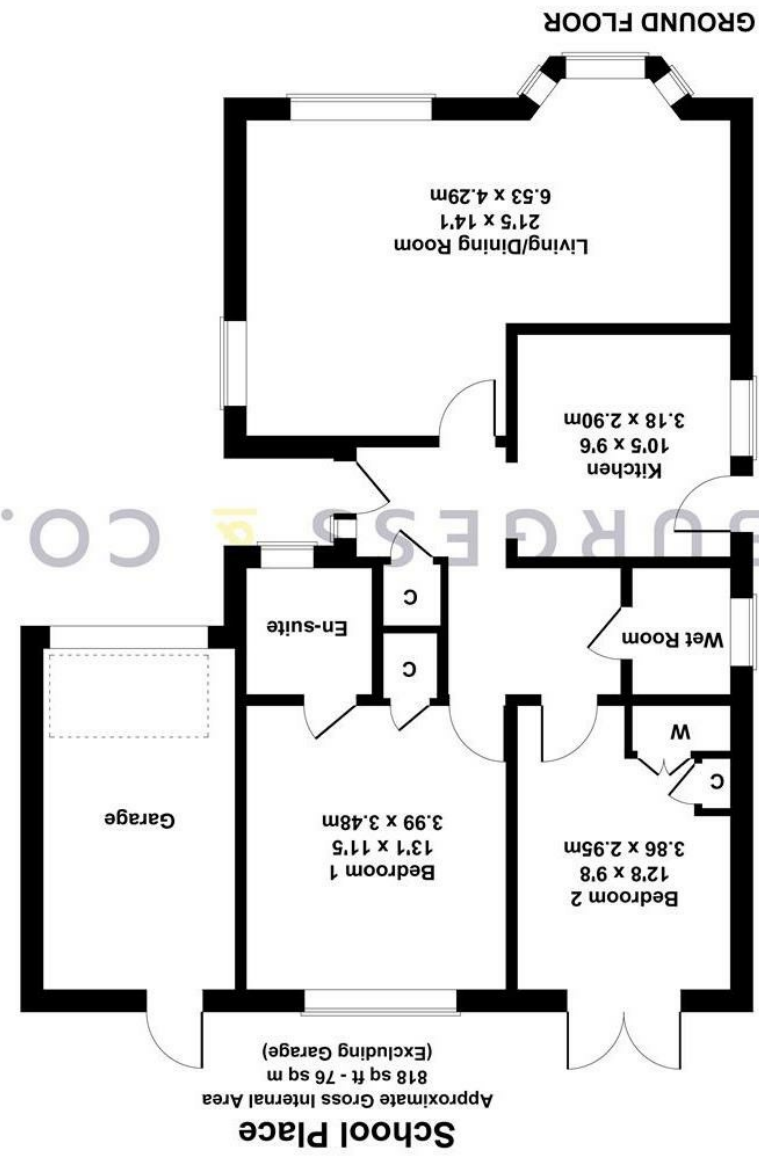 School Place
Approximate Gross Internal Area
818 sq ft - 76 sq m
(Excluding Garage)
Bedroom 2
12'8 x 9'8
3.86 x 2.95m
Bedroom 1
13'1 x 11'5
3.99 x 3.48m
Garage
C
W
Wet Room
C
C
En-suite
BURGESS & CO.
Kitchen
10'5 x 9'6
3.18 x 2.90m
Living/Dining Room
21'5 x 14'1
6.53 x 4.29m
GROUND FLOOR